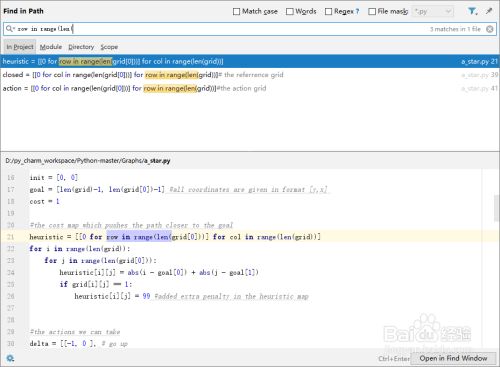 Find in Path
Match case Words Regex ? File mask: *.py
row in range(len(
3 matches in 1 file
In Project Module Directory Scope
heuristic = [[0 for row in range(len(grid[0]))] for col in range(len(grid))] a_star.py 21
closed = [[0 for col in range(len(grid[0]))] for row in range(len(grid))]# the referrence grid a_star.py 39
action = [[0 for col in range(len(grid[0]))] for row in range(len(grid))]#the action grid a_star.py 41
D:/py_charm_workspace/Python-master/Graphs/a_star.py
16 init = [0, 0]
17 goal = [len(grid)-1, len(grid[0])-1] #all coordinates are given in format [y,x]
18 cost = 1
19
20 #the cost map which pushes the path closer to the goal
21 heuristic = [[0 for row in range(len(grid[0]))] for col in range(len(grid))]
22 for i in range(len(grid)):
23 for j in range(len(grid[0])):
24 heuristic[i][j] = abs(i - goal[0]) + abs(j - goal[1])
25 if grid[i][j] == 1:
26 heuristic[i][j] = 99 #added extra penalty in the heuristic map
27
28
29 #the actions we can take
30 delta = [[-1, 0 ], # go up
Baidu 经验
Ctrl+Enter Open in Find Window